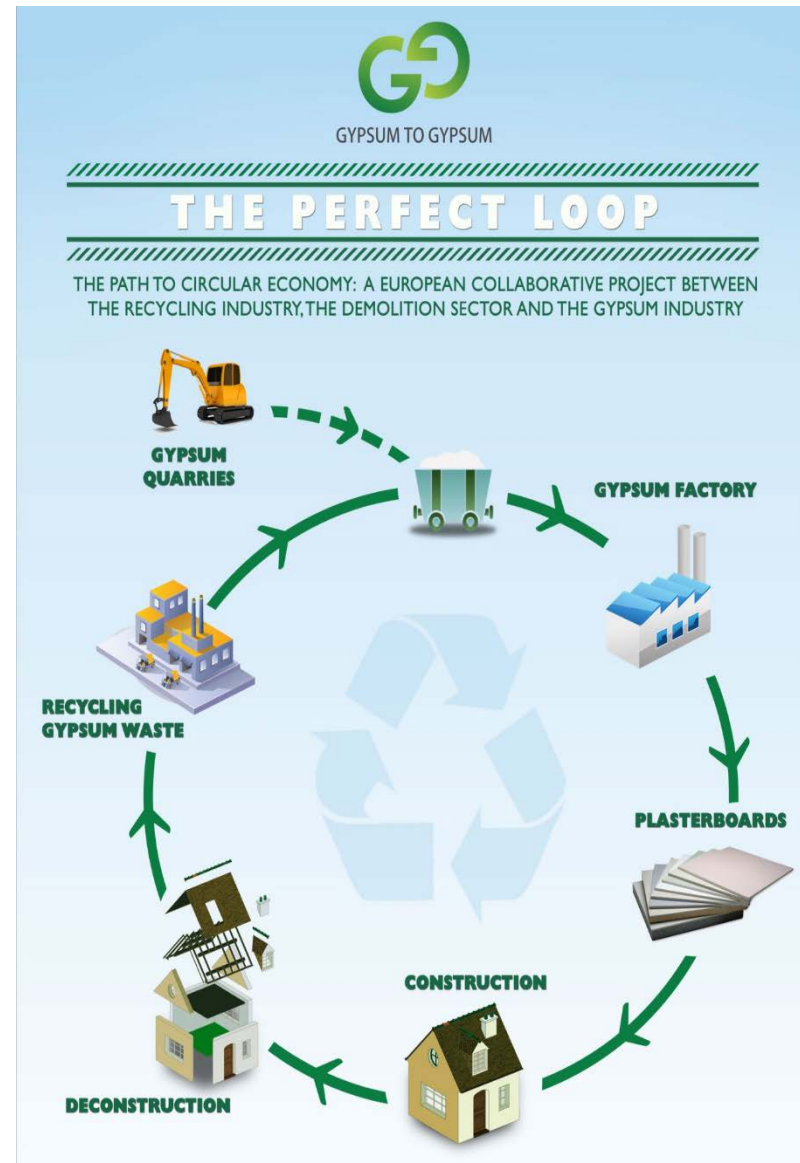 GG
GYPSUM TO GYPSUM
THE PERFECT LOOP
THE PATH TO CIRCULAR ECONOMY: A EUROPEAN COLLABORATIVE PROJECT BETWEEN
THE RECYCLING INDUSTRY, THE DEMOLITION SECTOR AND THE GYPSUM INDUSTRY
GYPSUM
QUARRIES
GYPSUM FACTORY
RECYCLING
GYPSUM WASTE
PLASTERBOARDS
CONSTRUCTION
DECONSTRUCTION